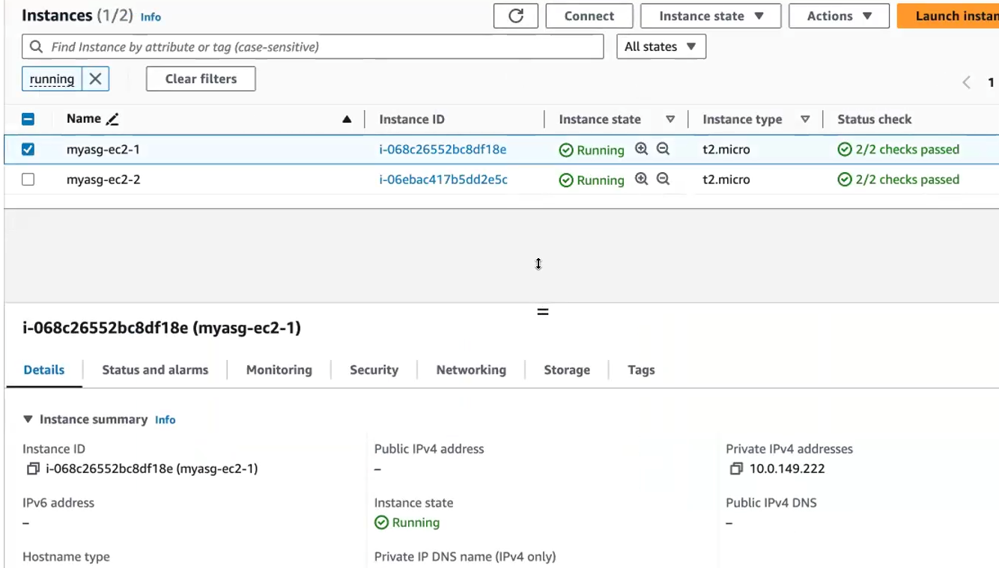 Instances (1/2) Info Connect Instance state Actions Launch instan
Find Instance by attribute or tag (case-sensitive) All states
running Clear filters 1
Name Instance ID Instance state Instance type Status check
myasg-ec2-1 i-068c26552bc8df18e Running t2.micro 2/2 checks passed
myasg-ec2-2 i-06ebac417b5dd2e5c Running t2.micro 2/2 checks passed
i-068c26552bc8df18e (myasg-ec2-1)
Details Status and alarms Monitoring Security Networking Storage Tags
Instance summary Info
Instance ID Public IPv4 address Private IPv4 addresses
i-068c26552bc8df18e (myasg-ec2-1) – 10.0.149.222
IPv6 address Instance state Public IPv4 DNS
– Running –
Hostname type Private IP DNS name (IPv4 only)